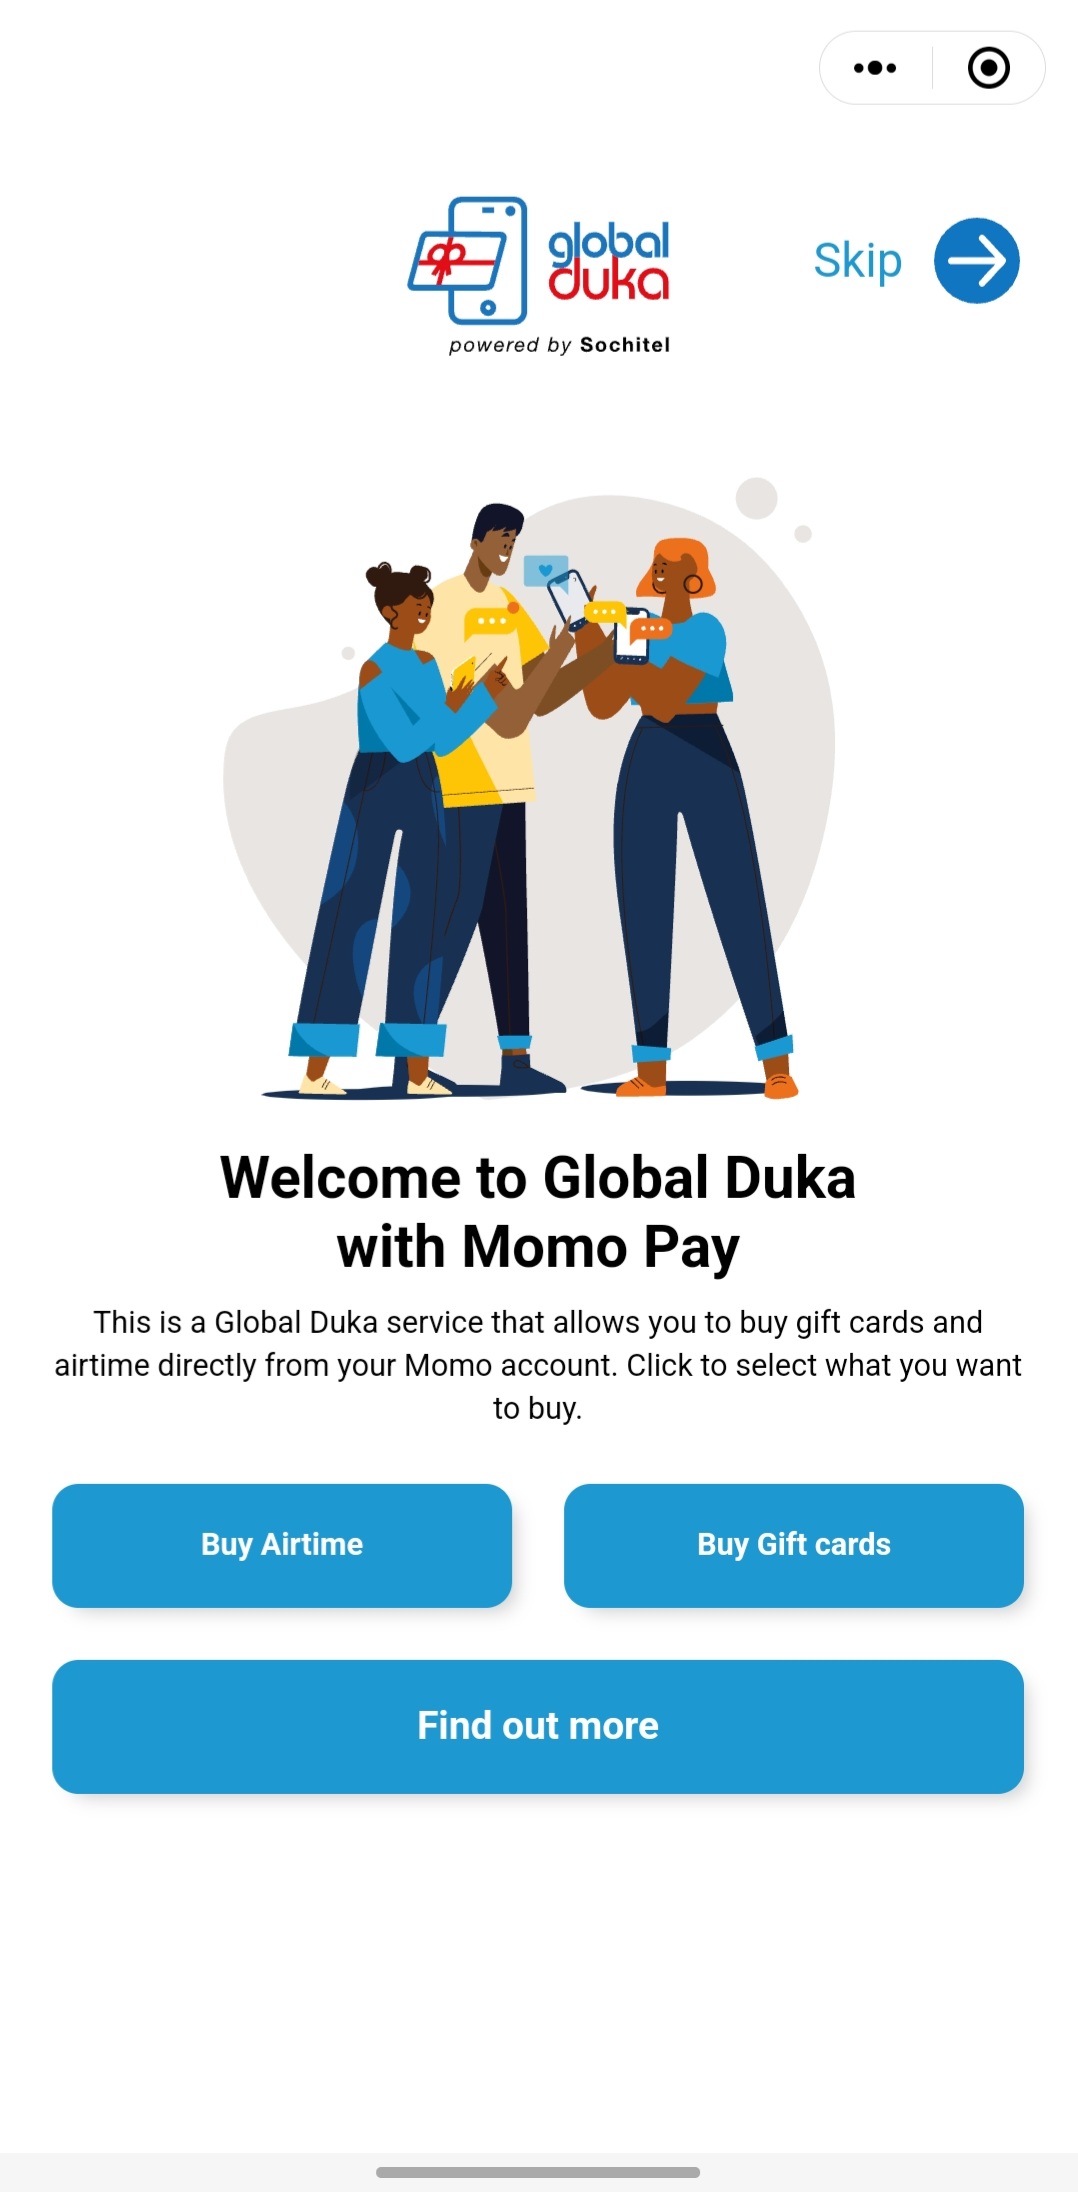 global
duka
powered by Sochitel
Skip
Welcome to Global Duka
with Momo Pay
This is a Global Duka service that allows you to buy gift cards and
airtime directly from your Momo account. Click to select what you want
to buy.
Buy Airtime
Buy Gift cards
Find out more